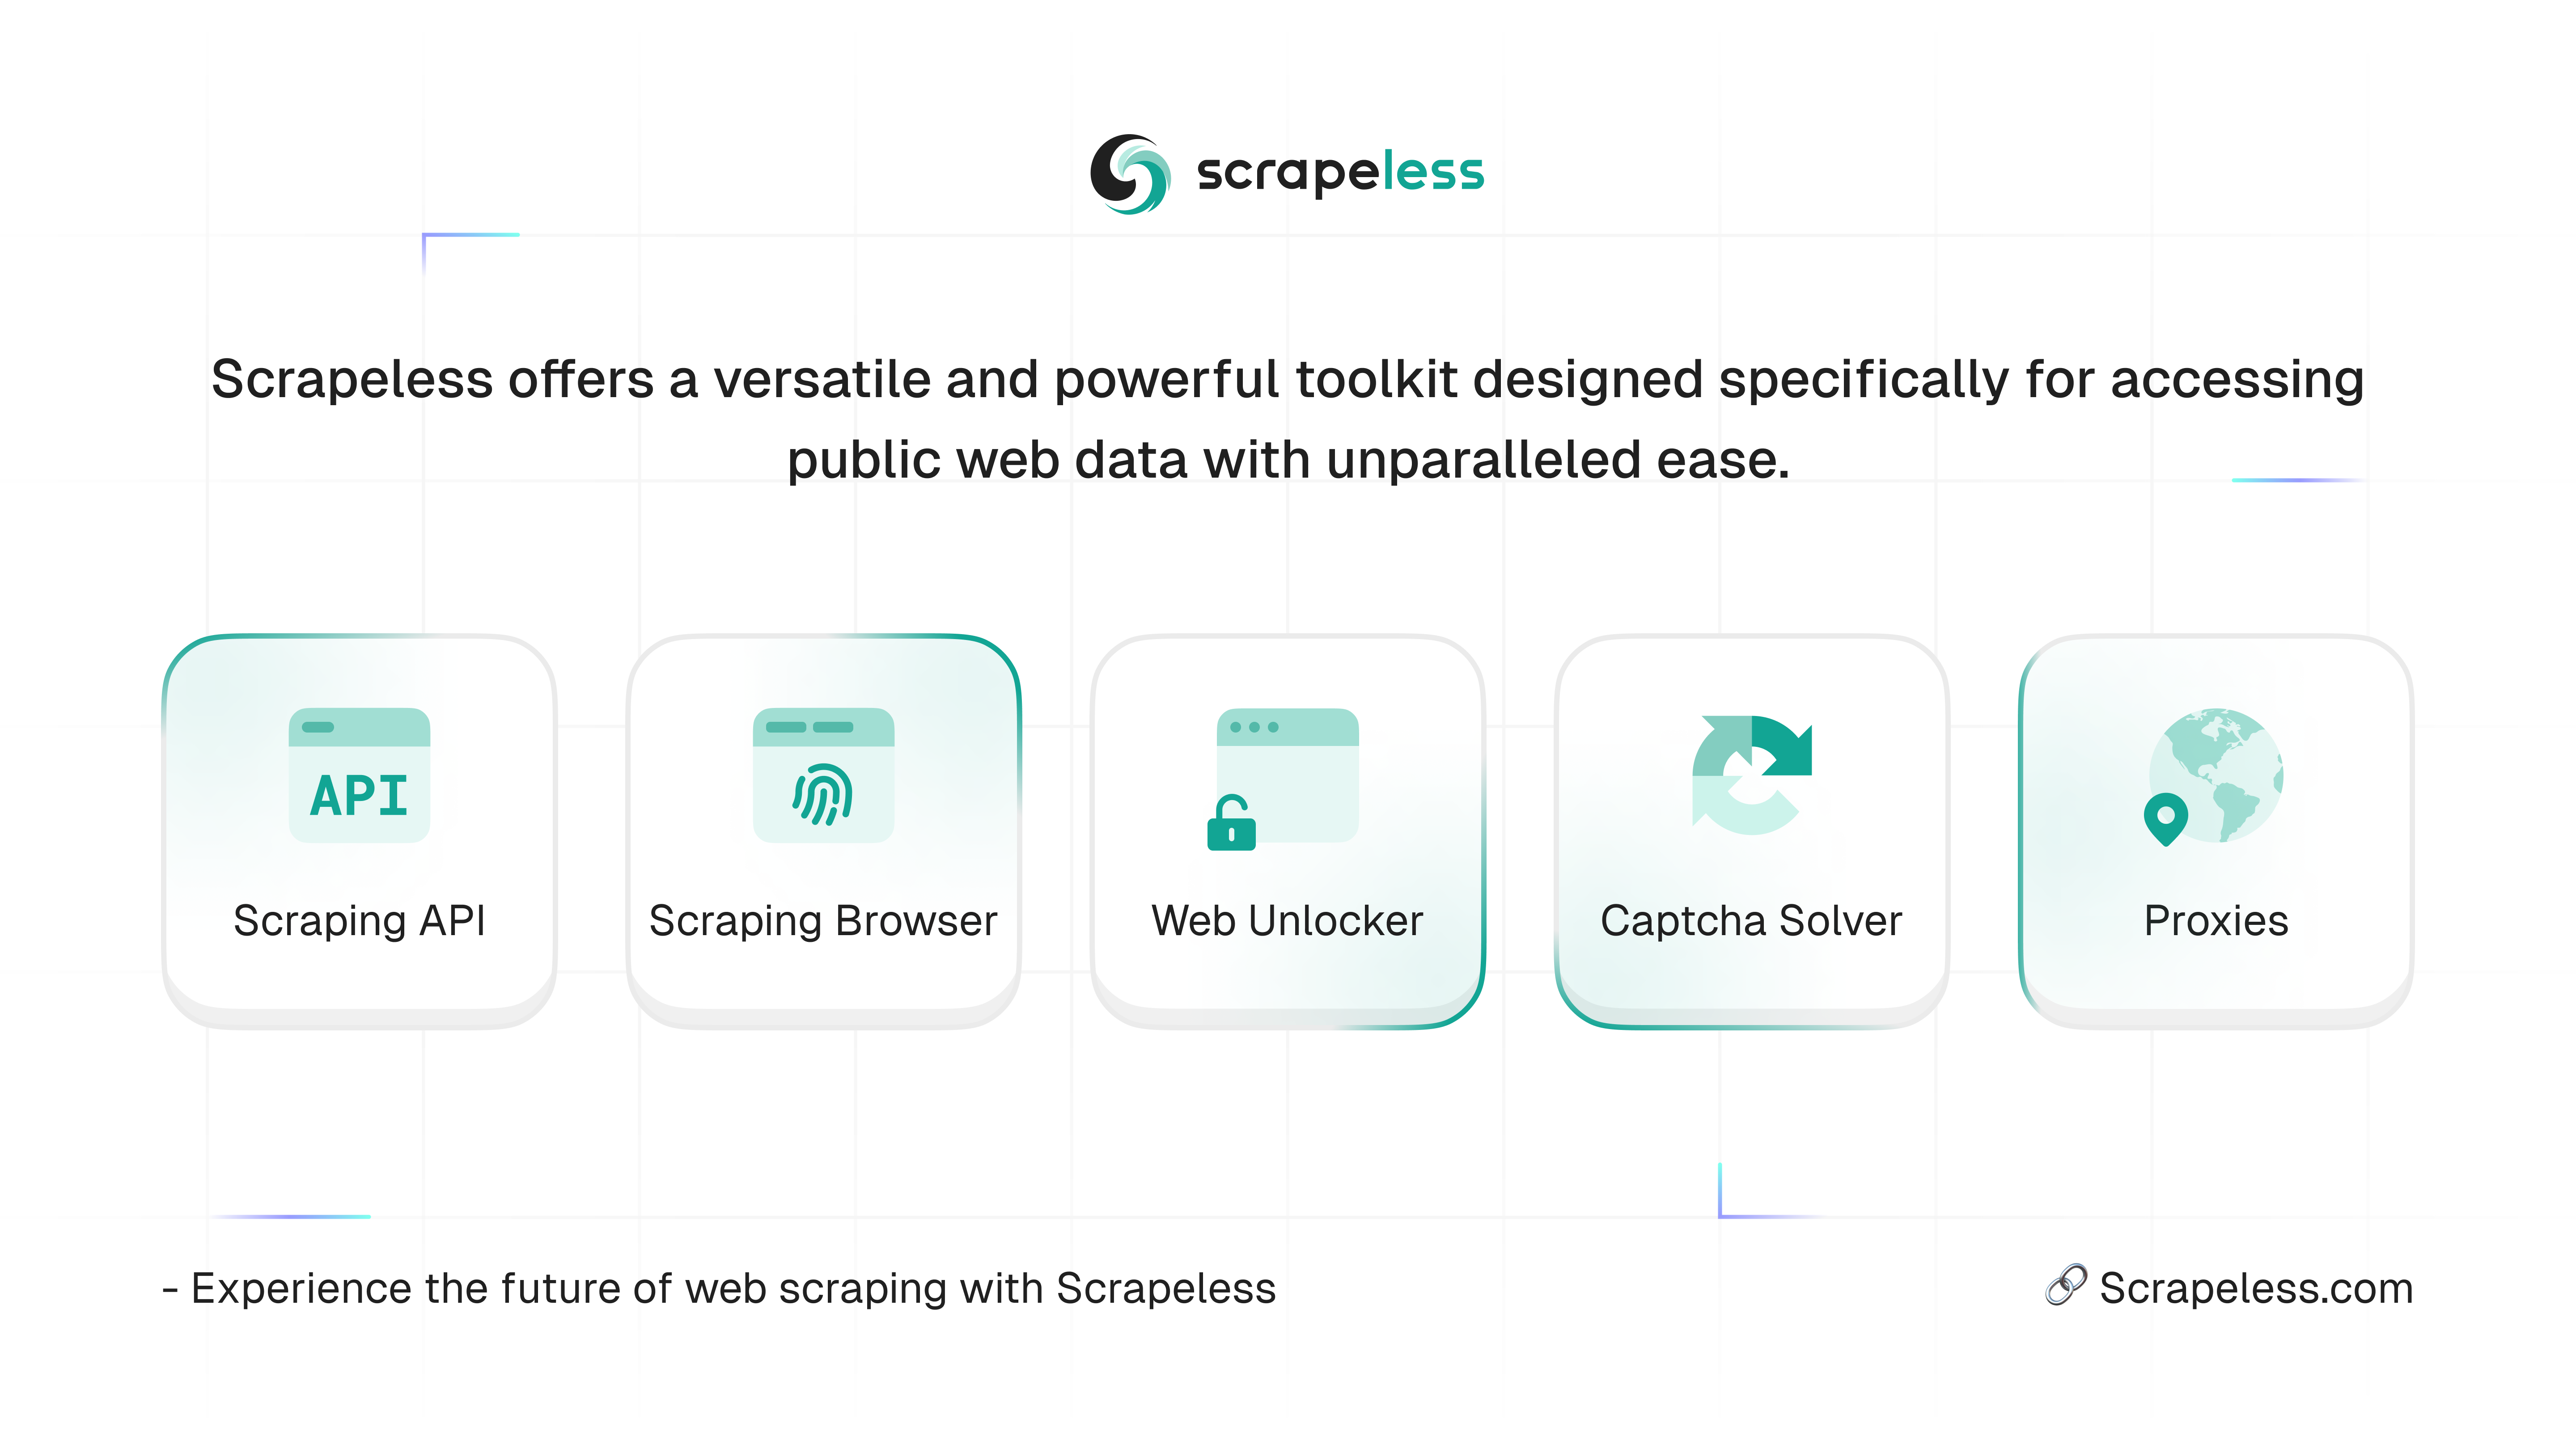 scrapeless
Scrapeless offers a versatile and powerful toolkit designed specifically for accessing
public web data with unparalleled ease.
API
Scraping API
Scraping Browser
Web Unlocker
Captcha Solver
Proxies
- Experience the future of web scraping with Scrapeless
Scrapeless.com